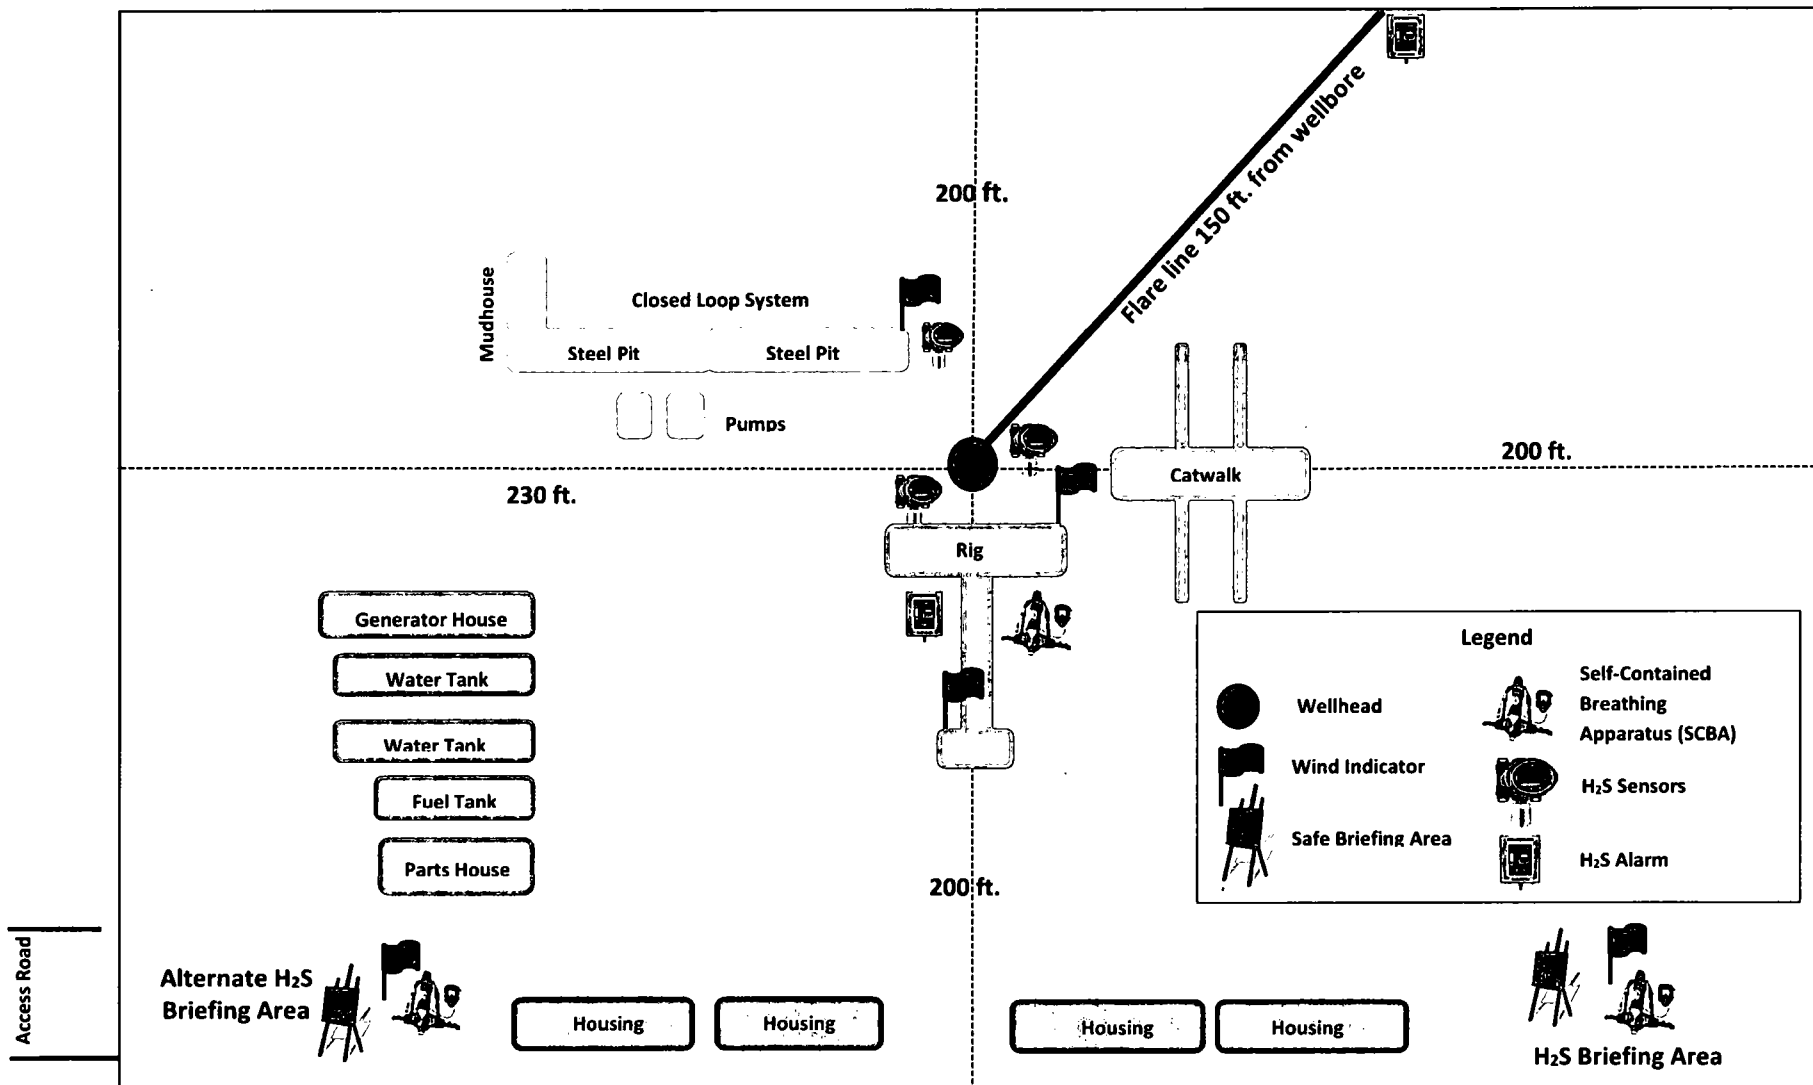 200 ft.
Flare line 150 ft. from wellbore
Mudhouse
Closed Loop System
Steel Pit
Steel Pit
Pumps
200 ft.
230 ft.
Catwalk
Rig
Generator House
Water Tank
Water Tank
Fuel Tank
Parts House
200 ft.
Legend
Wellhead
Self-Contained
Breathing
Apparatus (SCBA)
Wind Indicator
H₂S Sensors
Safe Briefing Area
H₂S Alarm
Access Road
Alternate H₂S
Briefing Area
Housing
Housing
Housing
Housing
H₂S Briefing Area